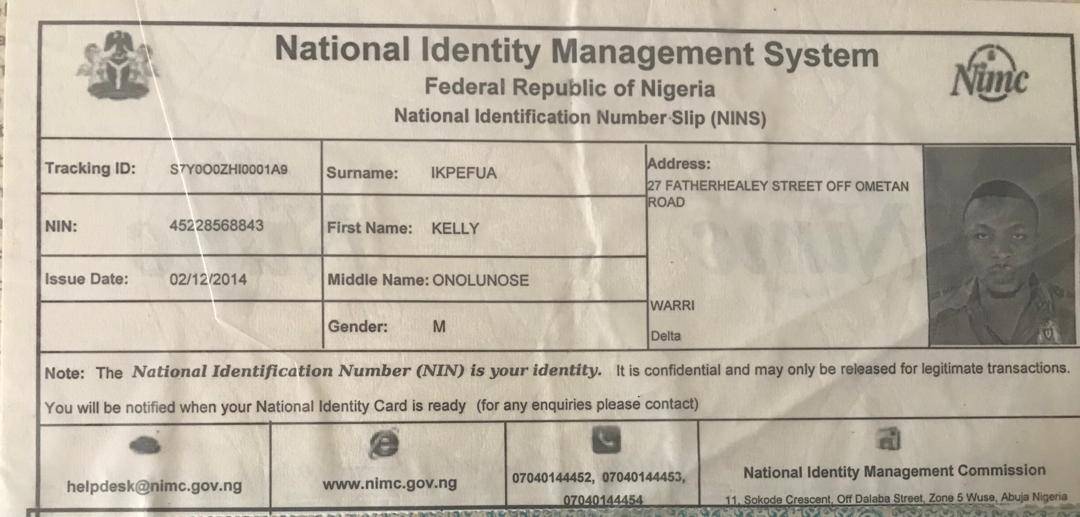 National Identity Management System
Federal Republic of Nigeria
National Identification Number Slip (NINS)
Nimc
Tracking ID: S7Y0O0ZHI0001A9
Surname: IKPEFUA
Address:
27 FATHERHEALEY STREET OFF OMETAN
ROAD
NIN: 45228568843
First Name: KELLY
Issue Date: 02/12/2014
Middle Name: ONOLUNOSE
WARRI
Gender: M
Delta
Note: The National Identification Number (NIN) is your identity. It is confidential and may only be released for legitimate transactions.
You will be notified when your National Identity Card is ready (for any enquiries please contact)
helpdesk@nimc.gov.ng
www.nimc.gov.ng
07040144452, 07040144453,
07040144454
National Identity Management Commission
11, Sokode Crescent, Off Dalaba Street, Zone 5 Wuse, Abuja Nigeria